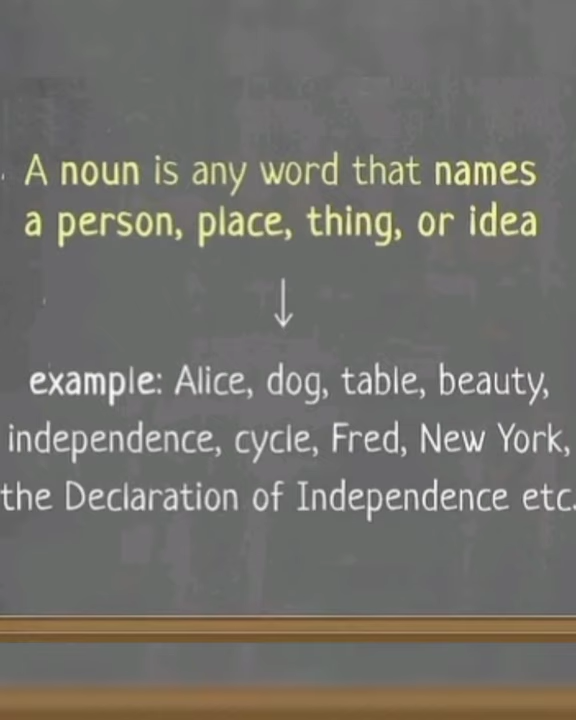 A noun is any word that names
a person, place, thing, or idea
↓
example: Alice, dog, table, beauty,
independence, cycle, Fred, New York,
the Declaration of Independence etc.